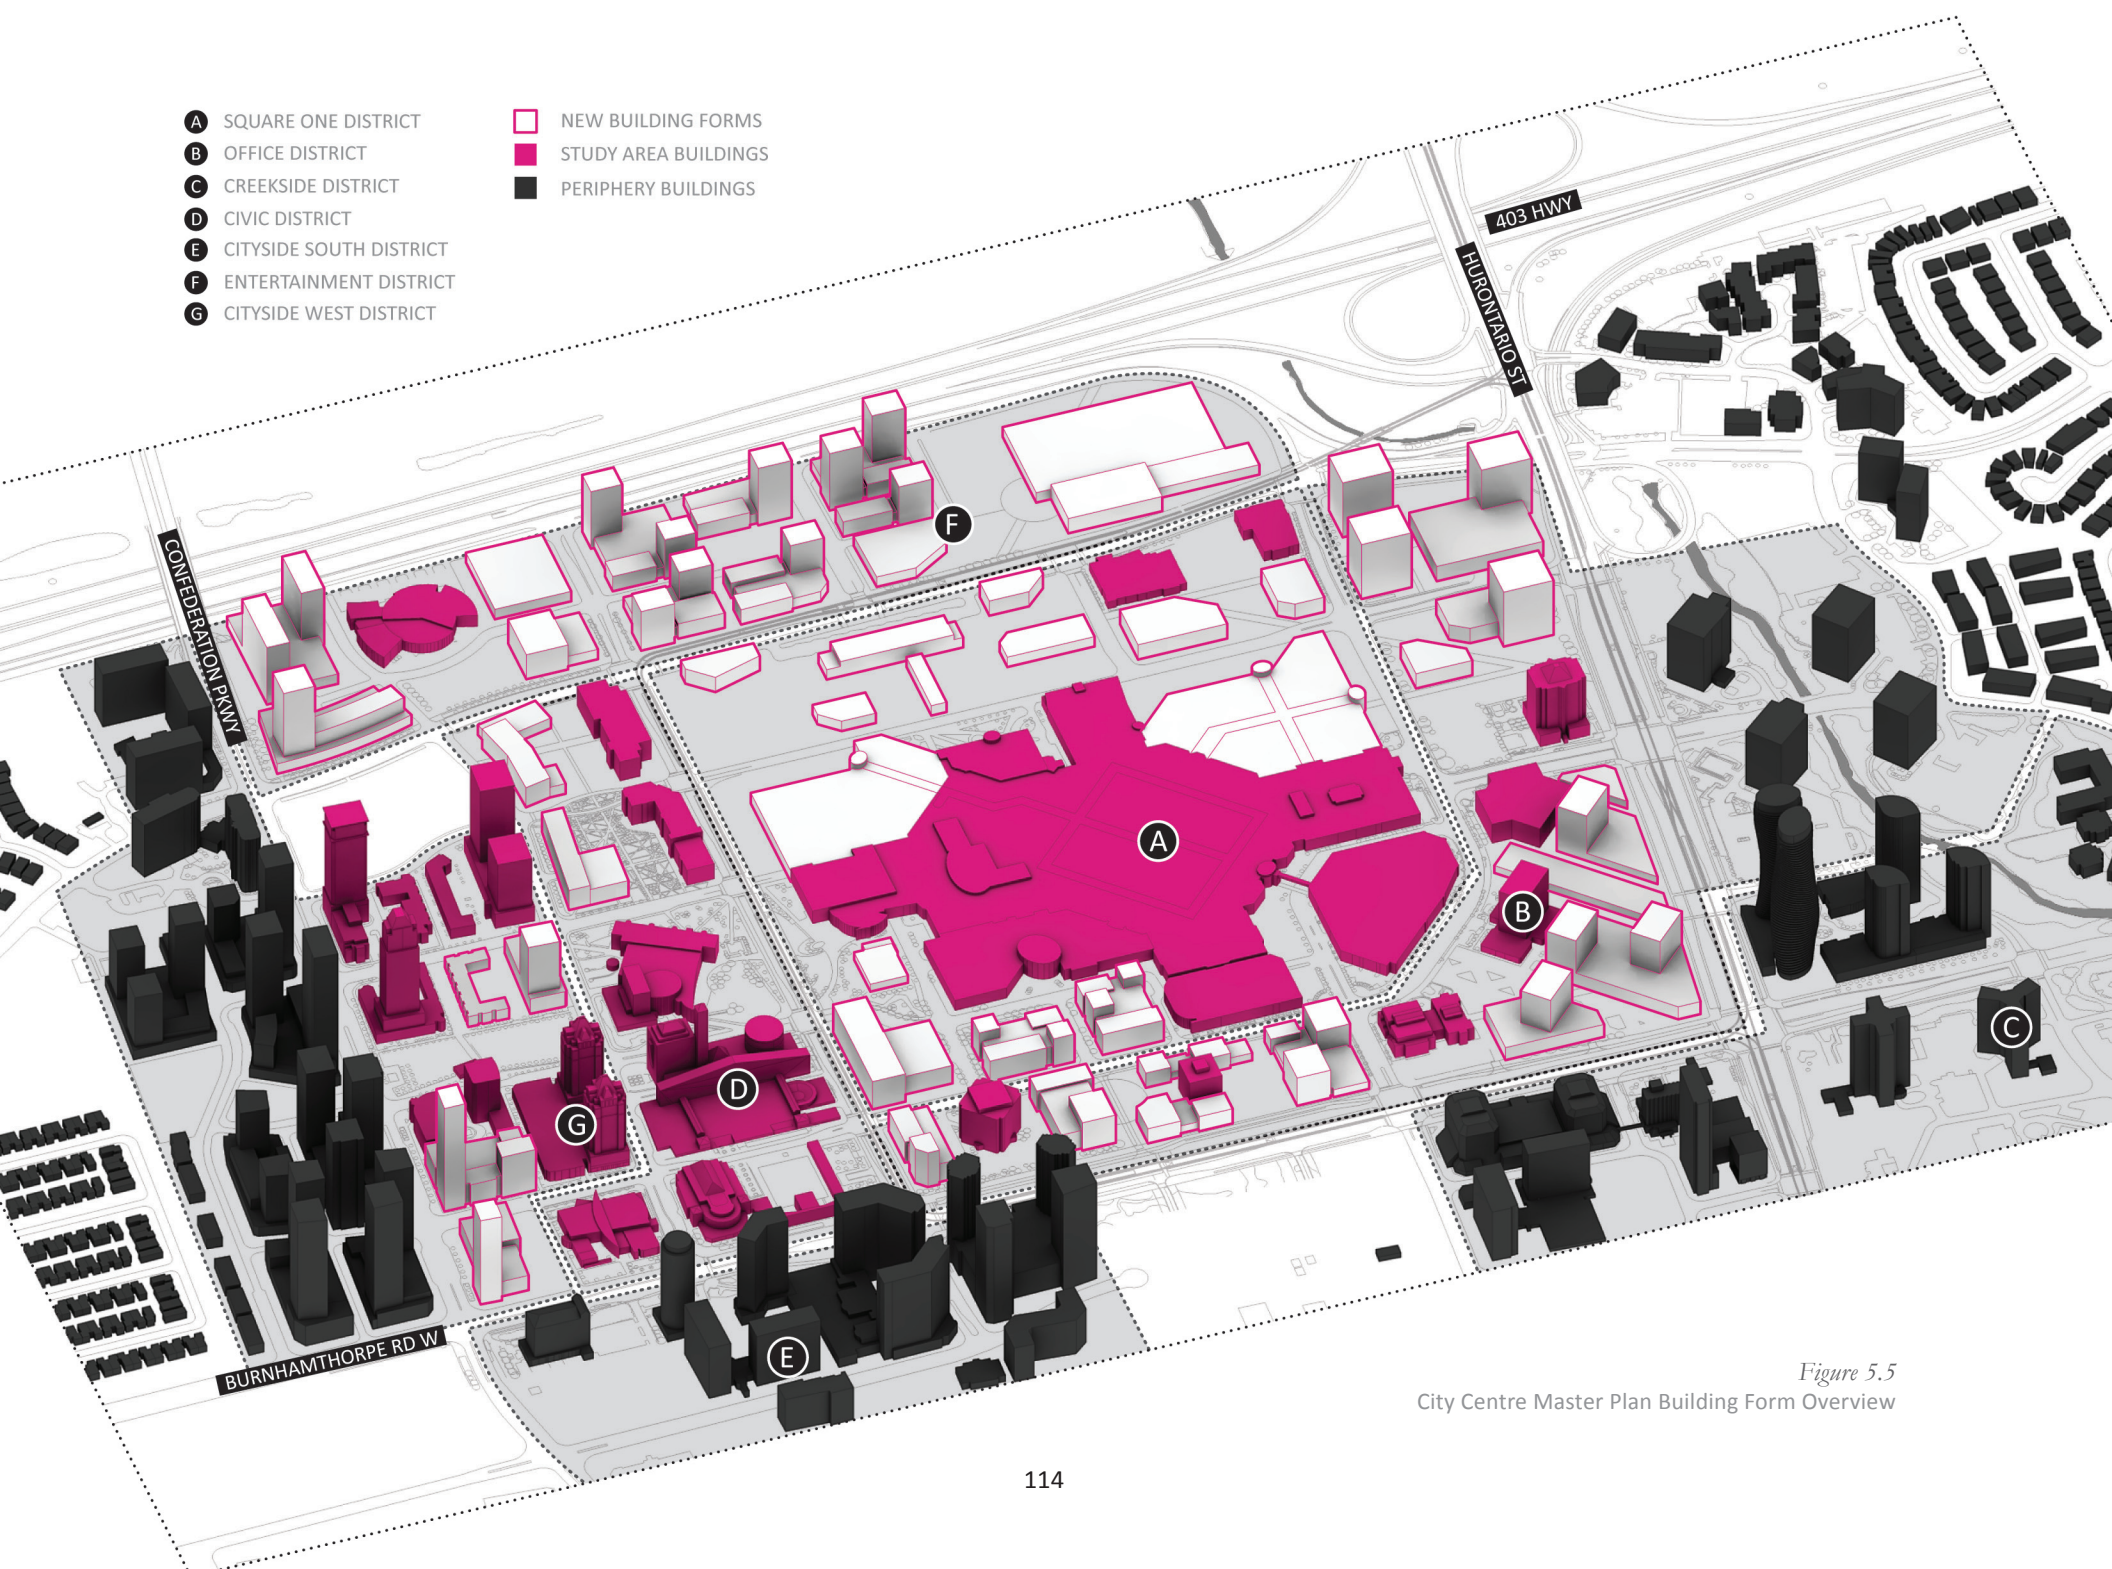 A SQUARE ONE DISTRICT
B OFFICE DISTRICT
C CREEKSIDE DISTRICT
D CIVIC DISTRICT
E CITYSIDE SOUTH DISTRICT
F ENTERTAINMENT DISTRICT
G CITYSIDE WEST DISTRICT
NEW BUILDING FORMS
STUDY AREA BUILDINGS
PERIPHERY BUILDINGS
403 HWY
HURONTARIO ST
CONFEDERATION PKWY
F
A
B
C
D
G
E
BURNHAMTHORPE RD W
Figure 5.5
City Centre Master Plan Building Form Overview
114